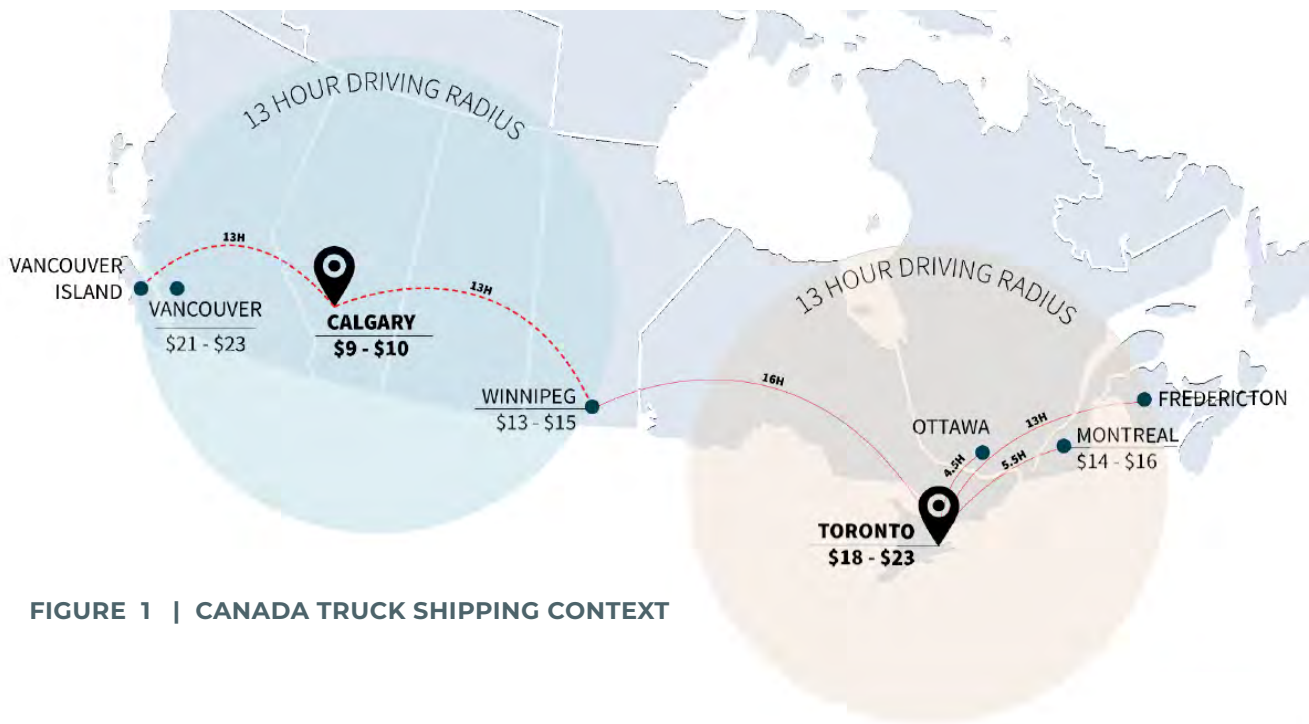 13 HOUR DRIVING RADIUS
13H
VANCOUVER
ISLAND
VANCOUVER
$21 - $23
CALGARY
$9 - $10
13H
WINNIPEG
$13 - $15
16H
13 HOUR DRIVING RADIUS
OTTAWA
4.5H
13H
5.5H
FREDERICTON
MONTREAL
$14 - $16
TORONTO
$18 - $23
FIGURE 1 | CANADA TRUCK SHIPPING CONTEXT